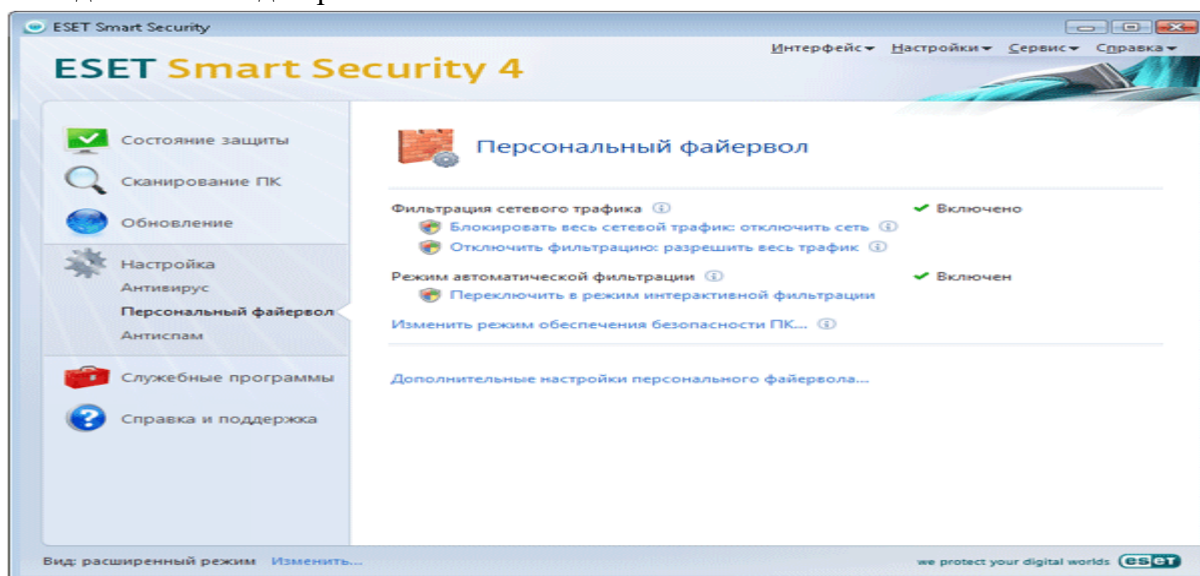 ESET Smart Security
Интерфейс Настройки Сервис Справка
ESET Smart Security 4
Состояние защиты
Сканирование ПК
Обновление
Настройка
Антивирус
Персональный файервол
Антиспам
Служебные программы
Справка и поддержка
Персональный файервол
Фильтрация сетевого трафика Включено
Блокировать весь сетевой трафик: отключить сеть
Отключить фильтрацию: разрешить весь трафик
Режим автоматической фильтрации Включен
Переключить в режим интерактивной фильтрации
Изменить режим обеспечения безопасности ПК...
Дополнительные настройки персонального файервола...
Вид: расширенный режим Изменить...
we protect your digital worlds eset